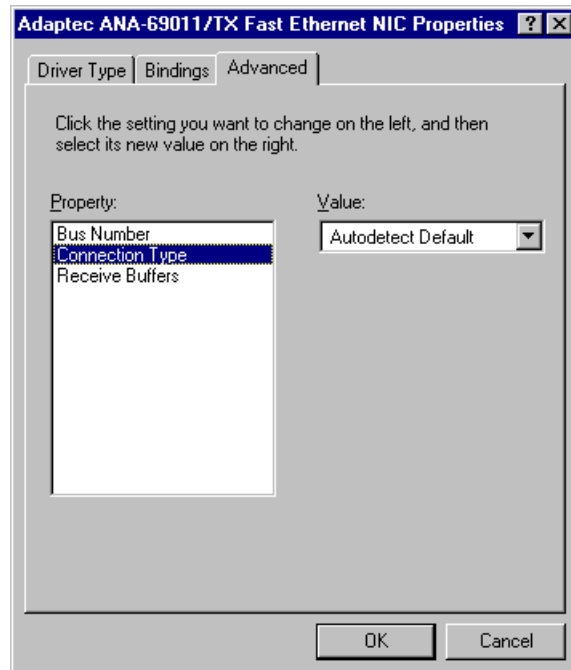 Adaptec ANA-69011/TX Fast Ethernet NIC Properties
Driver Type Bindings Advanced
Click the setting you want to change on the left, and then
select its new value on the right.
Property: Value:
Bus Number Autodetect Default
Connection Type
Receive Buffers
OK Cancel